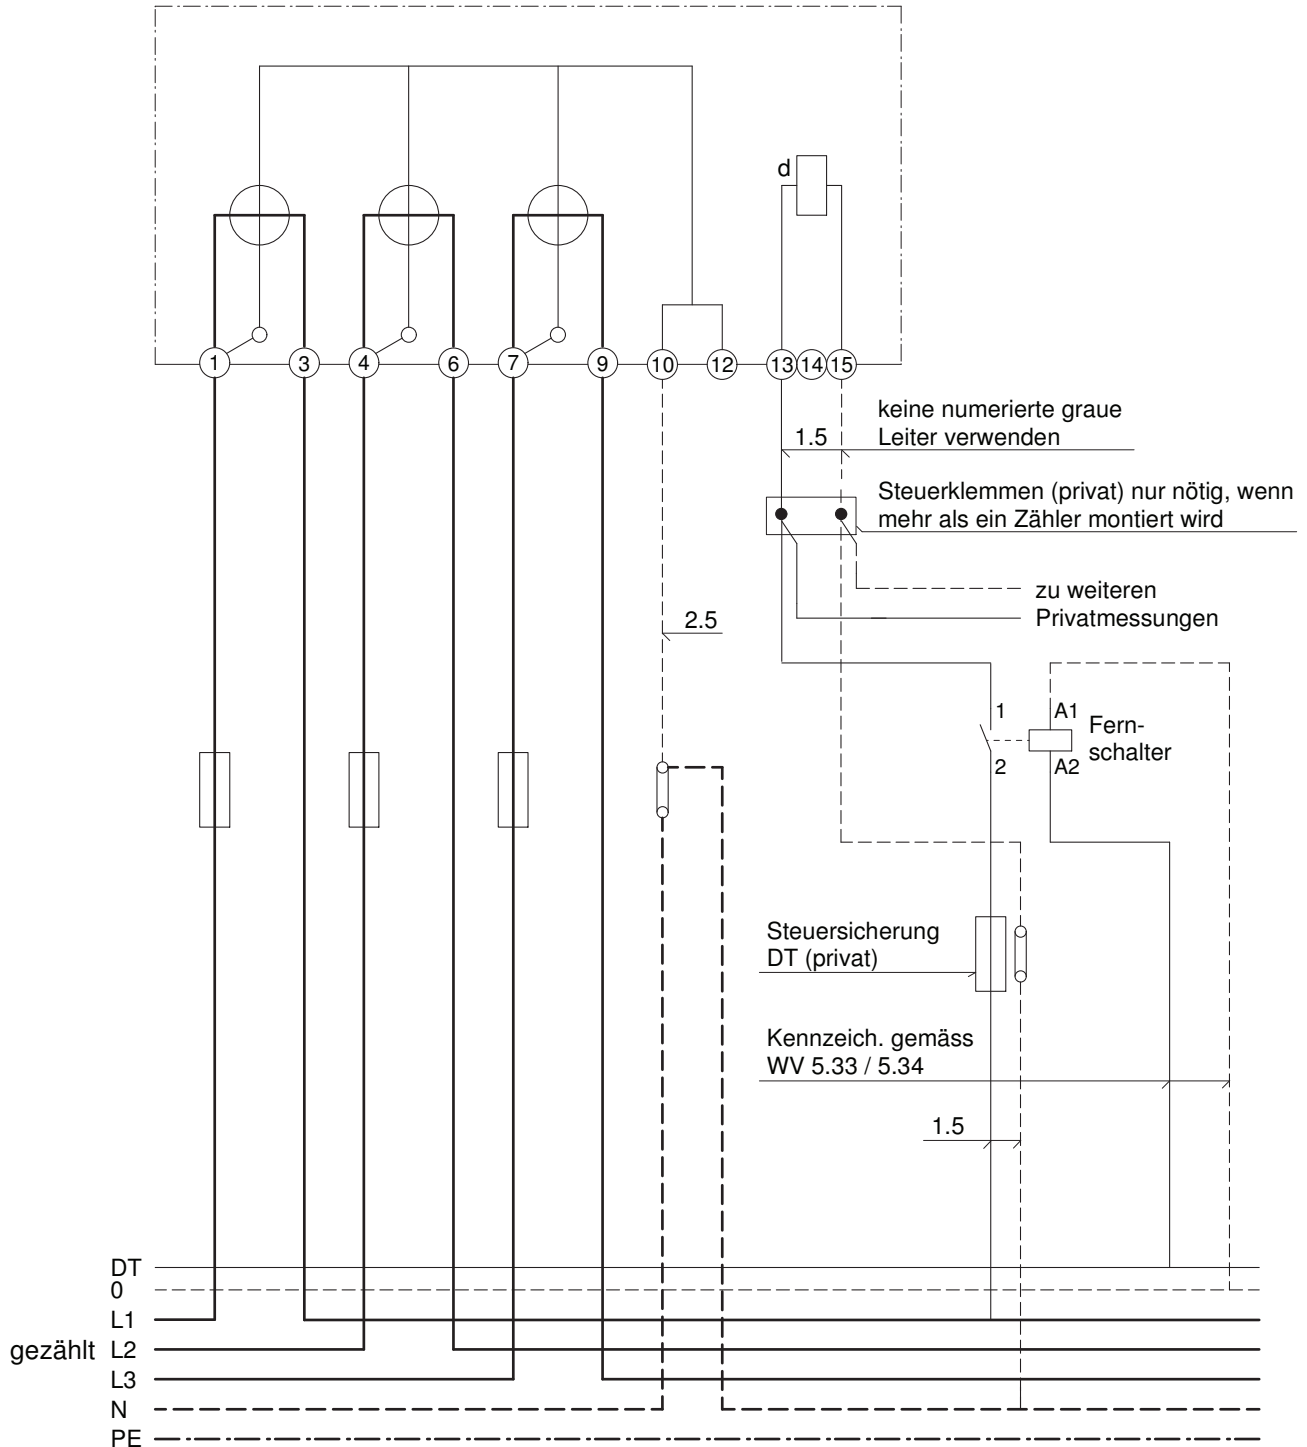 d
1
3
4
6
7
9
10
12
13
14
15
keine numerierte graue
1.5
Leiter verwenden
Steuerklemmen (privat) nur nötig, wenn
mehr als ein Zähler montiert wird
zu weiteren
2.5
Privatmessungen
1
A1
Fern-
schalter
2
A2
Steuersicherung
DT (privat)
Kennzeich. gemäss
WV 5.33 / 5.34
1.5
DT
0
L1
gezählt L2
L3
N
PE